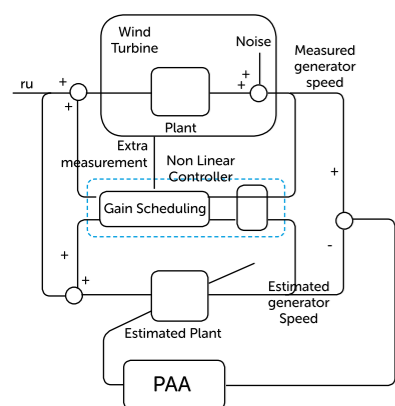 Wind
Turbine
Noise
Measured
generator
speed
ru
+
+
+
+
Plant
Extra
measurement
Non Linear
Controller
+
Gain Scheduling
-
+
+
Estimated
generator
Speed
Estimated Plant
PAA